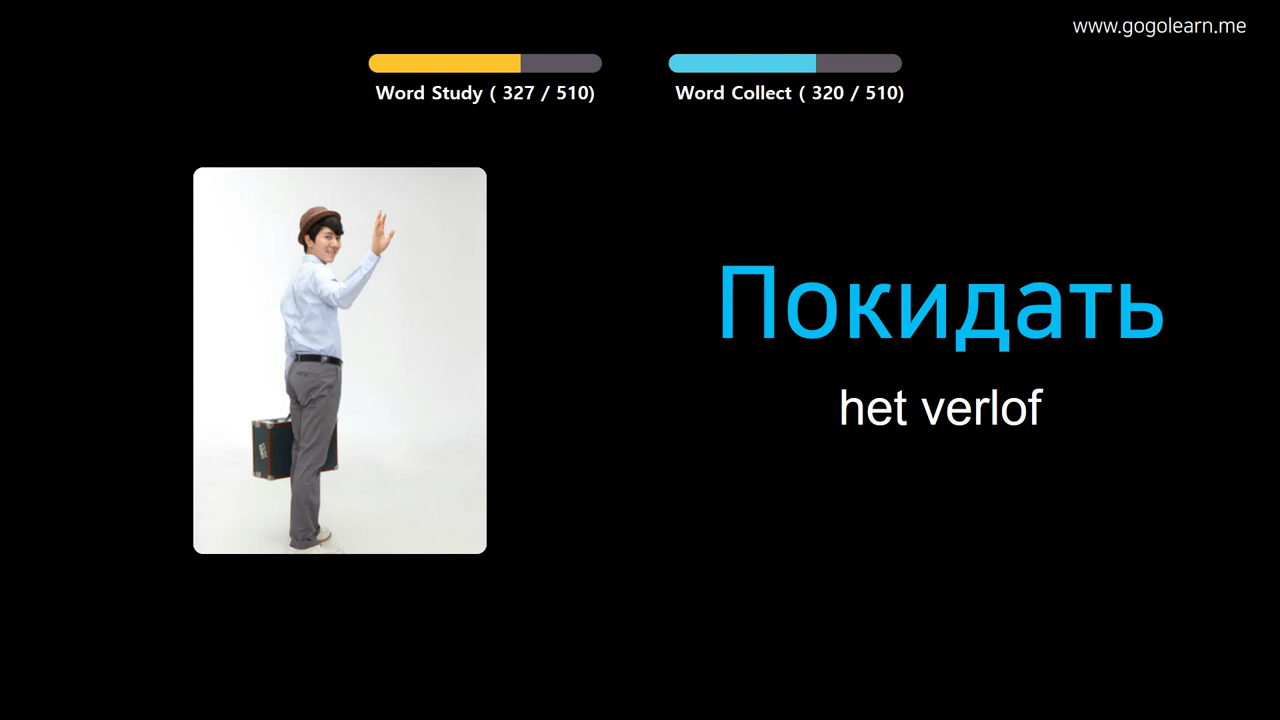 www.gogolearn.me
Word Study ( 327 / 510)
Word Collect ( 320 / 510)
Покидать
het verlof